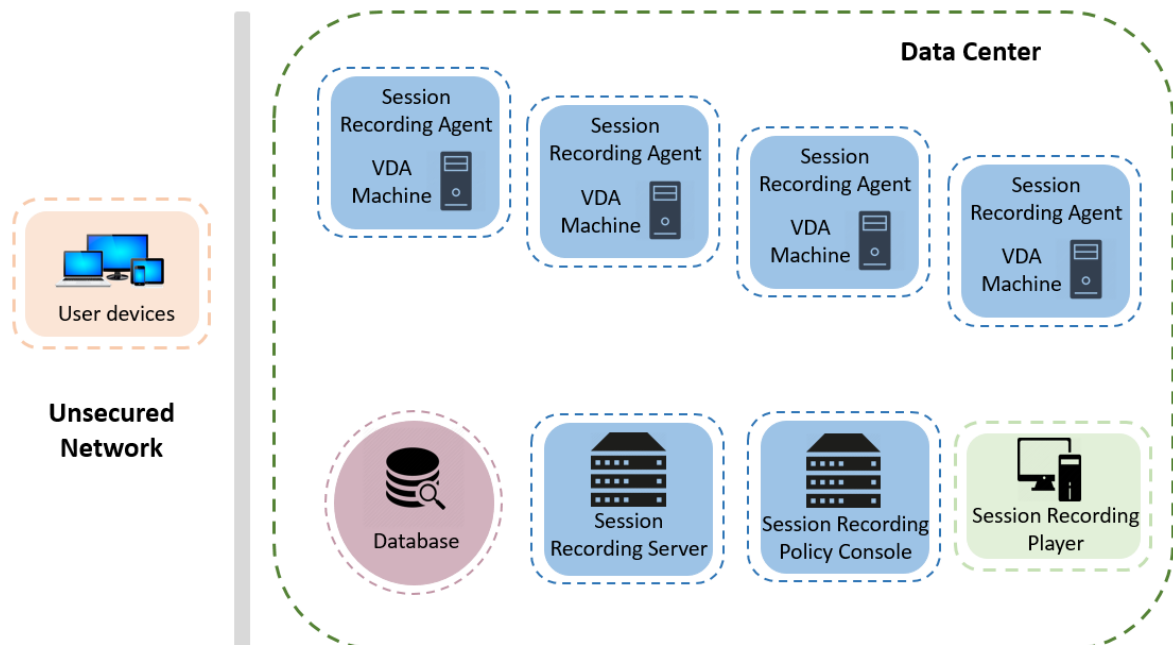 Data Center
Session
Recording Agent
VDA
Machine
Session
Recording Agent
VDA
Machine
Session
Recording Agent
VDA
Machine
Session
Recording Agent
VDA
Machine
User devices
Unsecured
Network
Database
Session
Recording Server
Session Recording
Policy Console
Session Recording
Player